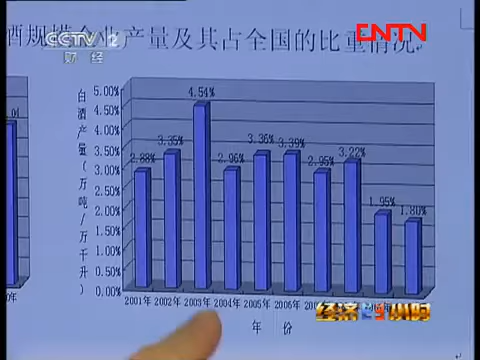 酒规模企业产量及其占全国的比重情况
CCTV 2
财经
CNTN
白酒产量(万吨/万千升)
5.00%
4.50%
4.00%
3.50%
3.00%
2.50%
2.00%
1.50%
1.00%
0.50%
0.00%
2.88%
3.35%
4.54%
2.96%
3.36%
3.39%
2.95%
3.22%
1.95%
1.80%
2001年 2002年 2003年 2004年 2005年 2006年
年 份
经济 小时